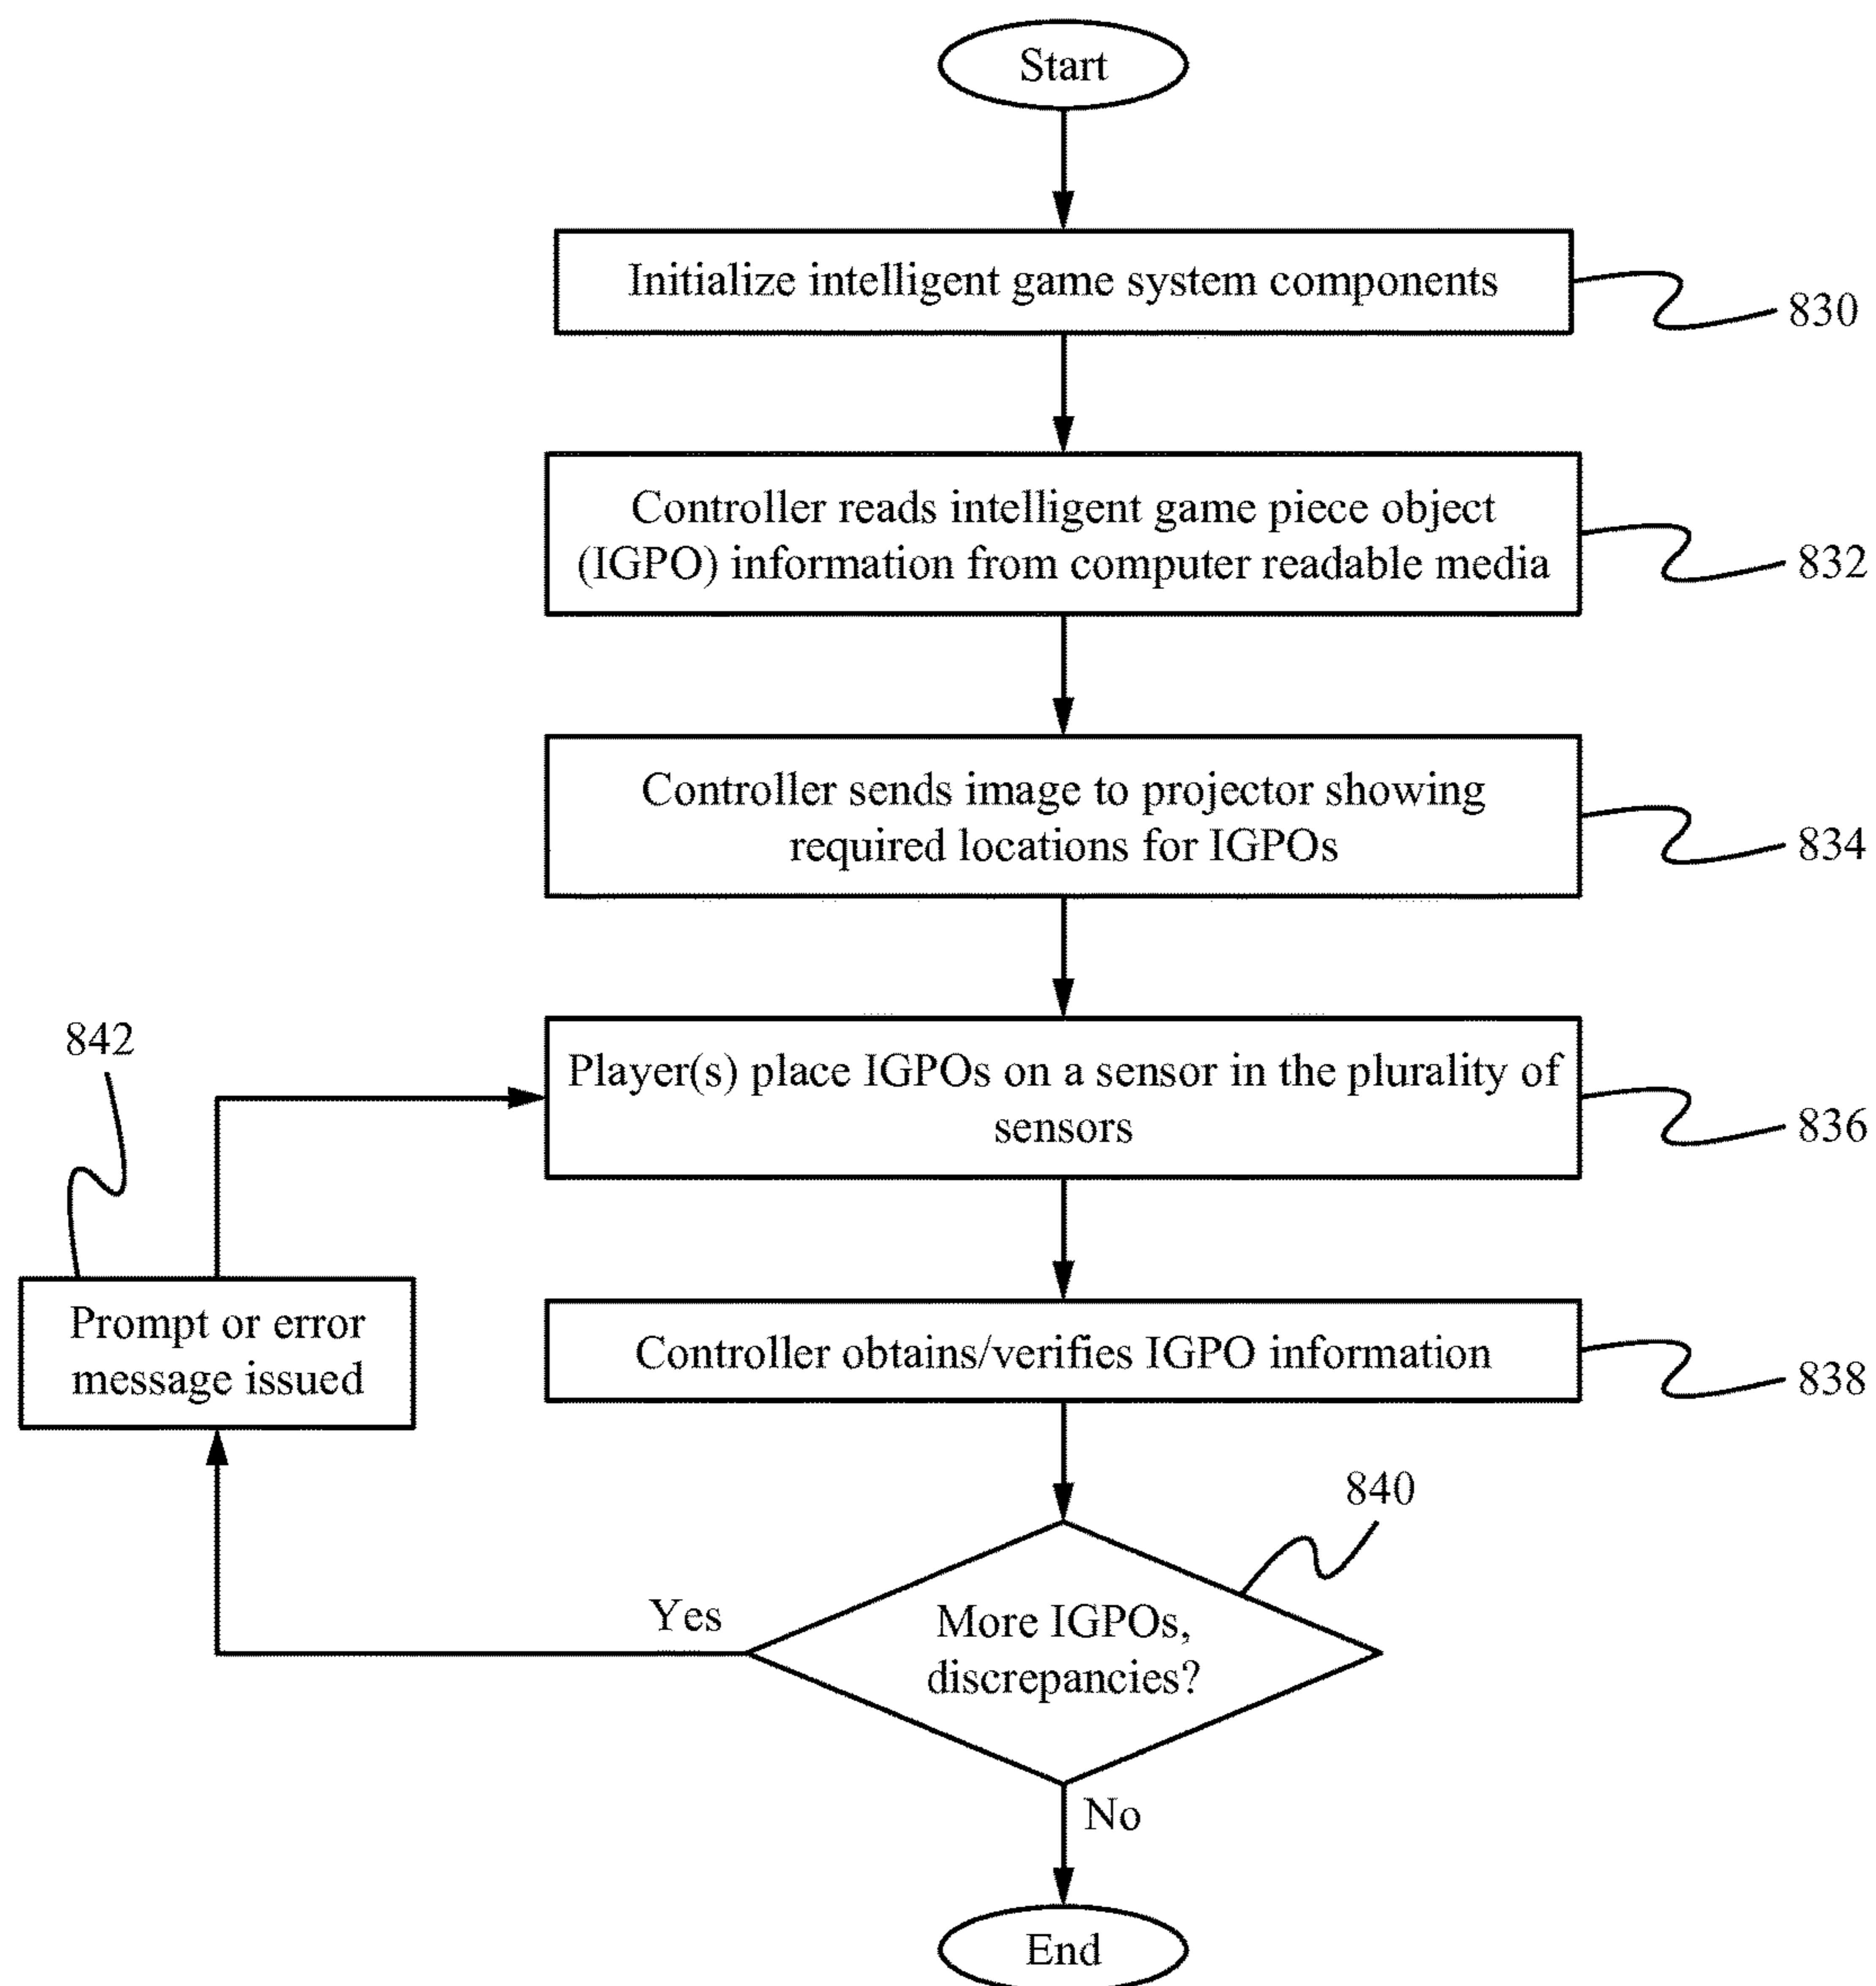 Start
Initialize intelligent game system components
830
Controller reads intelligent game piece object
(IGPO) information from computer readable media
832
Controller sends image to projector showing
required locations for IGPOs
834
842
Player(s) place IGPOs on a sensor in the plurality of
sensors
836
Prompt or error
message issued
Controller obtains/verifies IGPO information
838
840
Yes
More IGPOs,
discrepancies?
No
End